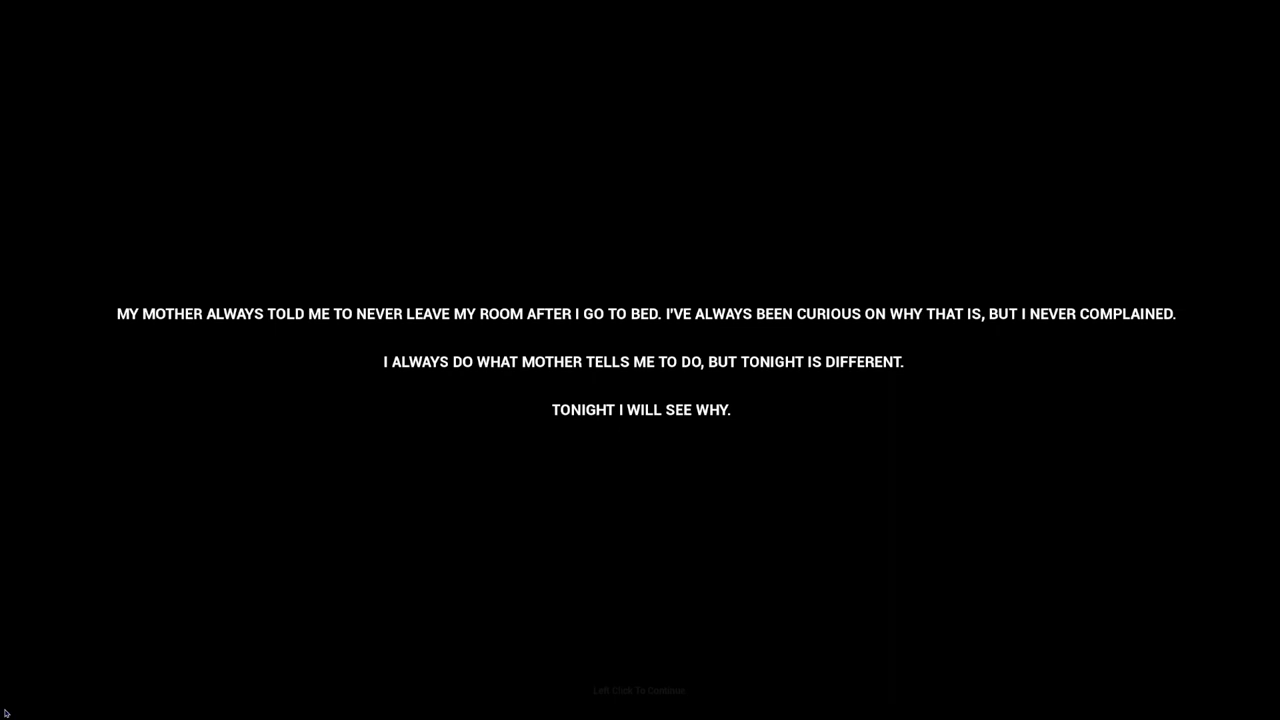 MY MOTHER ALWAYS TOLD ME TO NEVER LEAVE MY ROOM AFTER I GO TO BED. I'VE ALWAYS BEEN CURIOUS ON WHY THAT IS, BUT I NEVER COMPLAINED.
I ALWAYS DO WHAT MOTHER TELLS ME TO DO, BUT TONIGHT IS DIFFERENT.
TONIGHT I WILL SEE WHY.
Left Click To Continue